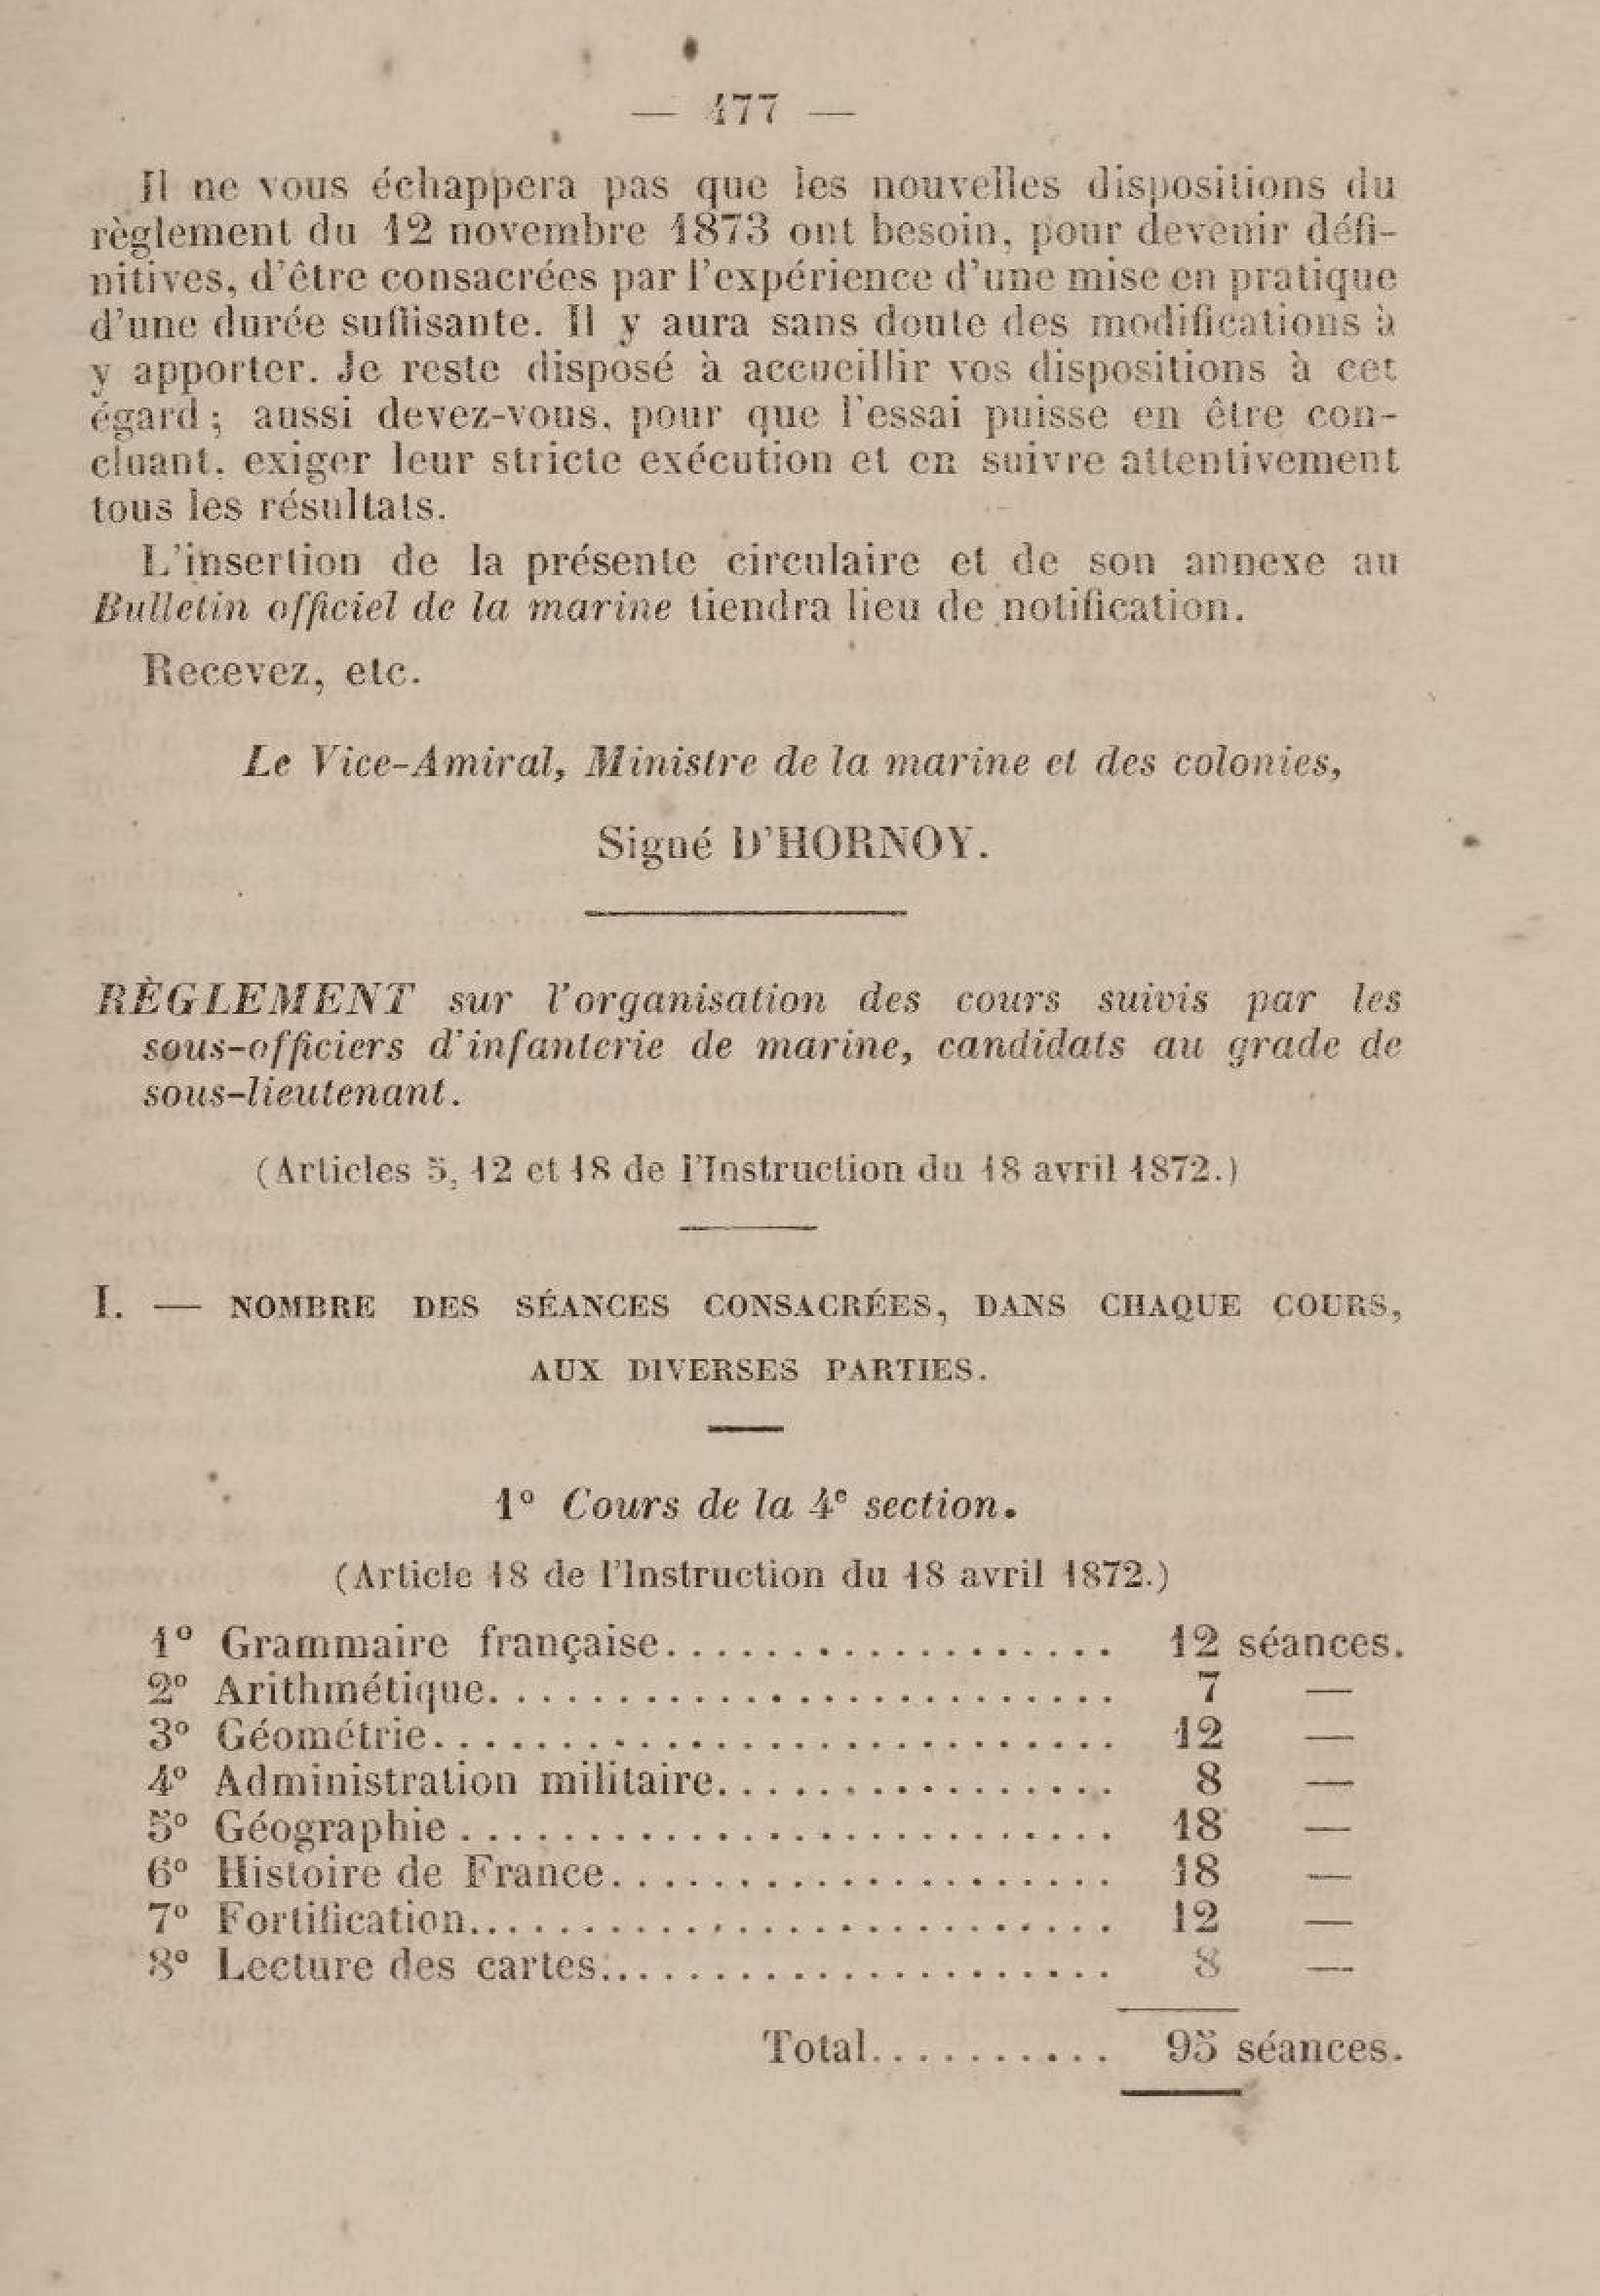 — 477 —
Il ne vous échappera pas que les nouvelles dispositions du
règlement du 12 novembre 1873 ont besoin, pour devenir défi-
nitives, d'être consacrées par l'expérience d'une mise en pratique
d'une durée suffisante. Il y aura sans doute des modifications à
y apporter. Je reste disposé à accueillir vos dispositions à cet
égard; aussi devez-vous, pour que l'essai puisse en être con-
cluant, exiger leur stricte exécution et en suivre attentivement
tous les résultats.
L'insertion de la présente circulaire et de son annexe au
Bulletin officiel de la marine tiendra lieu de notification.
Recevez, etc.
Le Vice-Amiral, Ministre de la marine et des colonies,
Signé D'HORNOY.
RÈGLEMENT sur l'organisation des cours suivis par les
sous-officiers d'infanterie de marine, candidats au grade de
sous-lieutenant.
(Articles 5, 12 et 18 de l'Instruction du 18 avril 1872.)
I. — NOMBRE DES SÉANCES CONSACRÉES, DANS CHAQUE COURS,
AUX DIVERSES PARTIES.
1° Cours de la 4e section.
(Article 18 de l'Instruction du 18 avril 1872.)
1° Grammaire française.................. 12 séances.
2° Arithmétique......................... 7 —
3° Géométrie........................... 12 —
4° Administration militaire................ 8 —
5° Géographie.......................... 18 —
6° Histoire de France.................... 18 —
7° Fortification.......................... 12 —
8° Lecture des cartes..................... 8 —
Total.......... 95 séances.